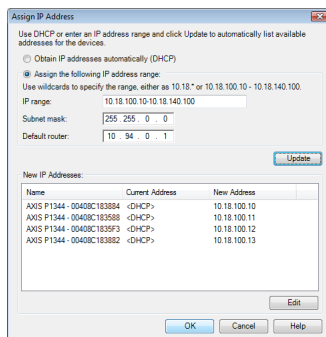 Assign IP Address
Use DHCP or enter an IP address range and click Update to automatically list available
addresses for the devices.
Obtain IP addresses automatically (DHCP)
Assign the following IP address range:
Use wildcards to specify the range, either as 10.18.* or 10.18.100.10 - 10.18.140.100
IP range: 10.18.100.10-10.18.140.100
Subnet mask: 255 . 255 . 0 . 0
Default router: 10 . 94 . 0 . 1
Update
New IP Addresses:
Name Current Address New Address
AXIS P1344 - 00408C183884 <DHCP> 10.18.100.10
AXIS P1344 - 00408C183588 <DHCP> 10.18.100.11
AXIS P1344 - 00408C1835F3 <DHCP> 10.18.100.12
AXIS P1344 - 00408C183882 <DHCP> 10.18.100.13
Edit
OK Cancel Help